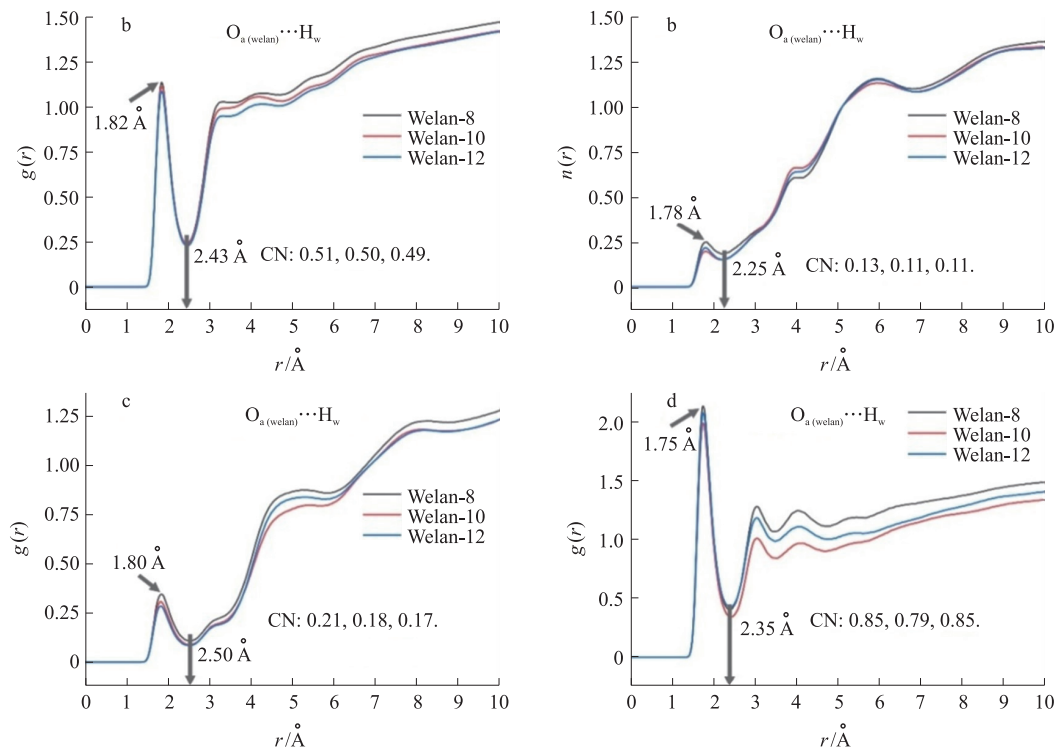 b
O_a (welan)···H_w
1.50
1.25
1.00
0.75
0.50
0.25
0
g(r)
1.82 Å
Welan-8
Welan-10
Welan-12
2.43 Å
CN: 0.51, 0.50, 0.49.
0 1 2 3 4 5 6 7 8 9 10
r/Å
b
O_a (welan)···H_w
1.50
1.25
1.00
0.75
0.50
0.25
0
n(r)
Welan-8
Welan-10
Welan-12
1.78 Å
2.25 Å
CN: 0.13, 0.11, 0.11.
0 1 2 3 4 5 6 7 8 9 10
r/Å
c
O_a (welan)···H_w
1.25
1.00
0.75
0.50
0.25
0
g(r)
Welan-8
Welan-10
Welan-12
1.80 Å
CN: 0.21, 0.18, 0.17.
2.50 Å
0 1 2 3 4 5 6 7 8 9 10
r/Å
d
O_a (welan)···H_w
2.0
1.5
1.0
0.5
0
g(r)
1.75 Å
Welan-8
Welan-10
Welan-12
2.35 Å
CN: 0.85, 0.79, 0.85.
0 1 2 3 4 5 6 7 8 9 10
r/Å